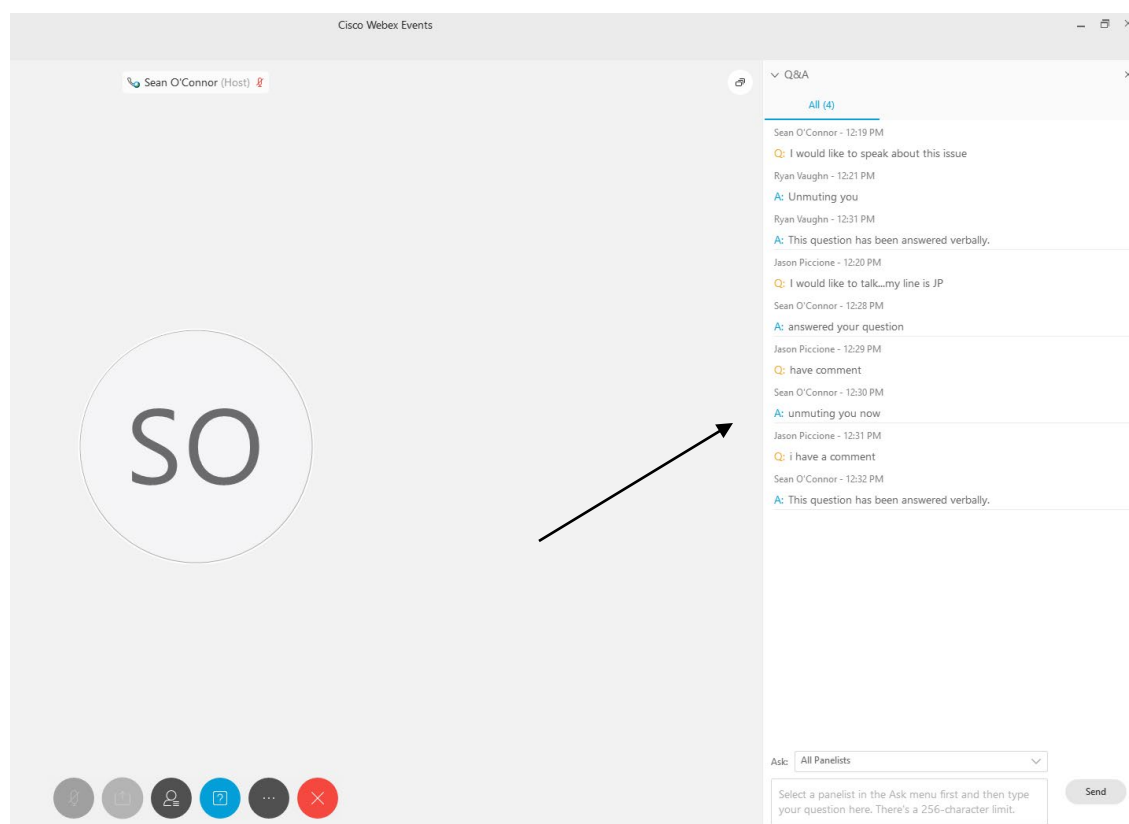 Cisco Webex Events
Sean O'Connor (Host)
SO
Q&A
All (4)
Sean O'Connor - 12:19 PM
Q: I would like to speak about this issue
Ryan Vaughn - 12:21 PM
A: Unmuting you
Ryan Vaughn - 12:31 PM
A: This question has been answered verbally.
Jason Piccione - 12:20 PM
Q: I would like to talk...my line is JP
Sean O'Connor - 12:28 PM
A: answered your question
Jason Piccione - 12:29 PM
Q: have comment
Sean O'Connor - 12:30 PM
A: unmuting you now
Jason Piccione - 12:31 PM
Q: i have a comment
Sean O'Connor - 12:32 PM
A: This question has been answered verbally.
Ask: All Panelists
Select a panelist in the Ask menu first and then type
your question here. There's a 256-character limit.
Send